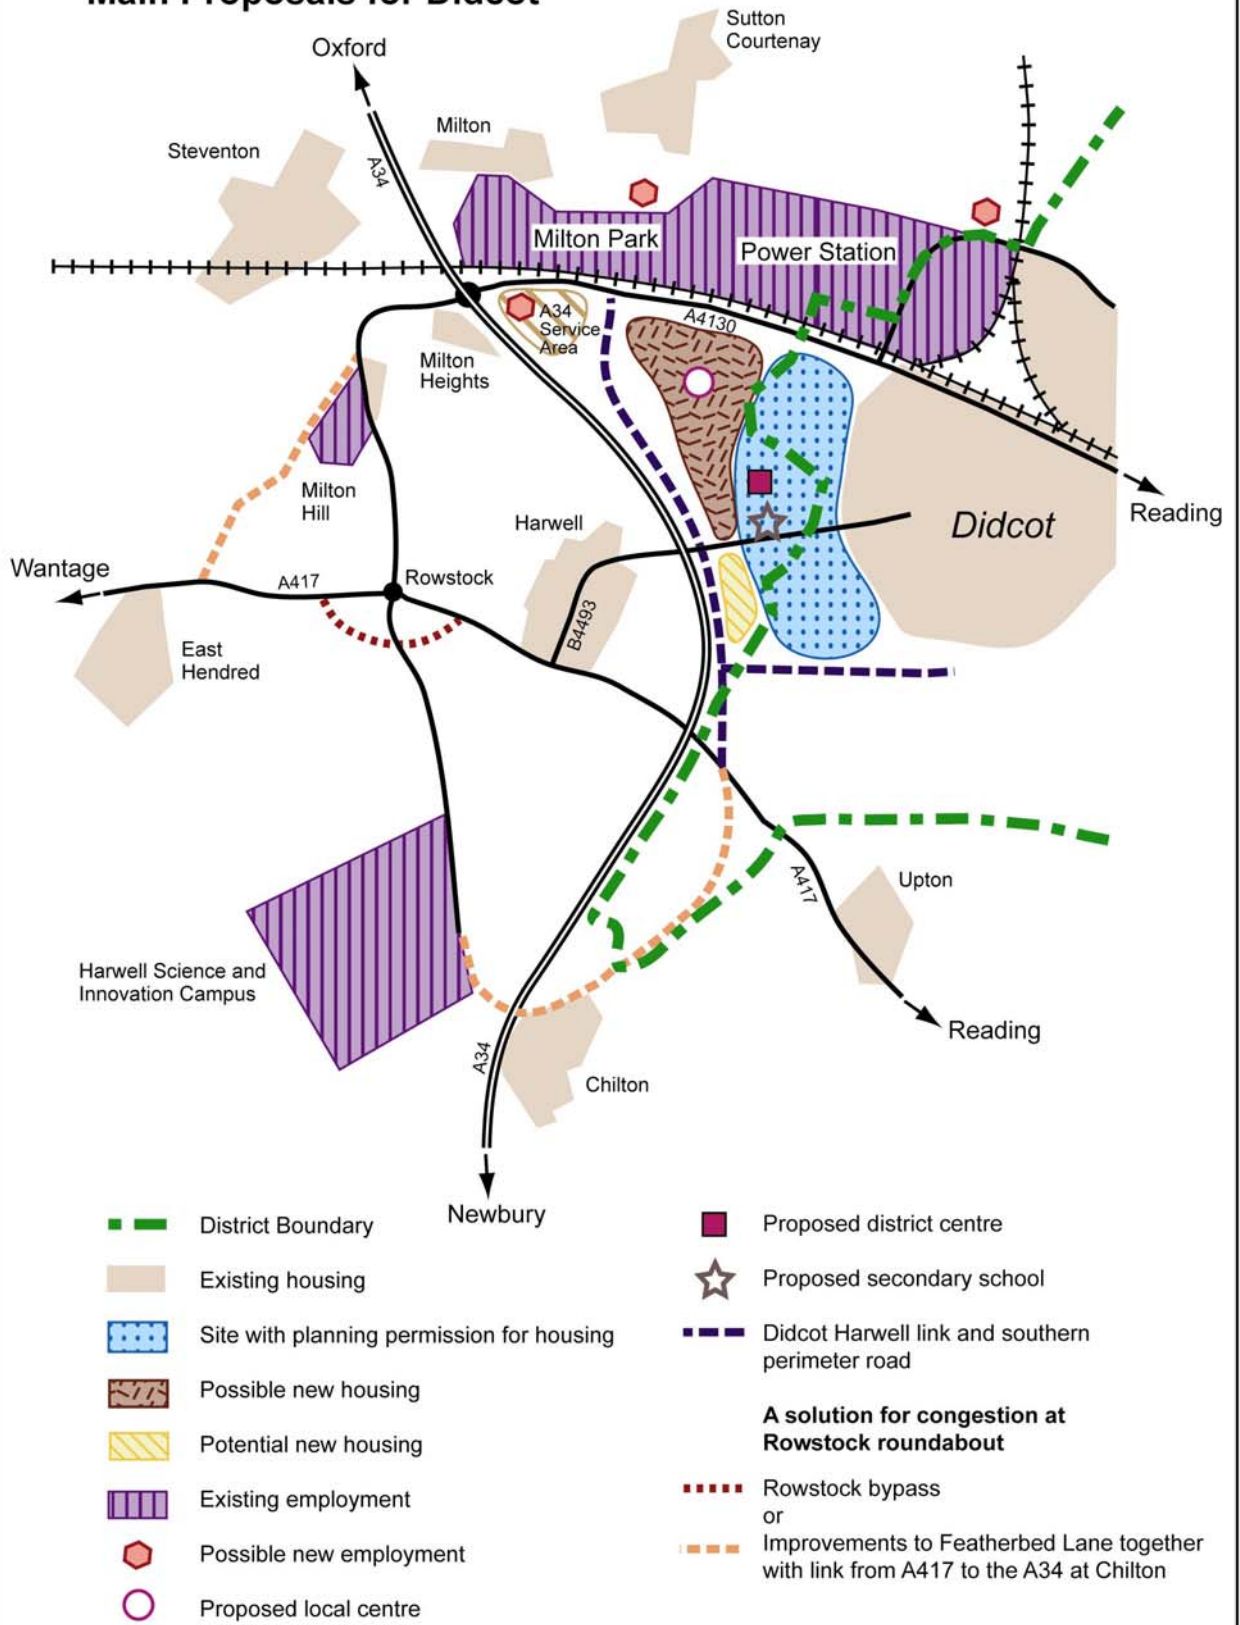 Main Proposals for Didcot
Sutton
Courtenay
Oxford
Milton
Steventon
A34
Milton Park
Power Station
A34
Service
Area
A4130
Milton
Heights
Milton
Hill
Harwell
Didcot
Reading
Wantage
A417
Rowstock
B4493
East
Hendred
Upton
A417
Harwell Science and
Innovation Campus
Reading
A34
Chilton
Newbury
District Boundary
Existing housing
Site with planning permission for housing
Possible new housing
Potential new housing
Existing employment
Possible new employment
Proposed local centre
Proposed district centre
Proposed secondary school
Didcot Harwell link and southern
perimeter road
A solution for congestion at
Rowstock roundabout
Rowstock bypass
or
Improvements to Featherbed Lane together
with link from A417 to the A34 at Chilton